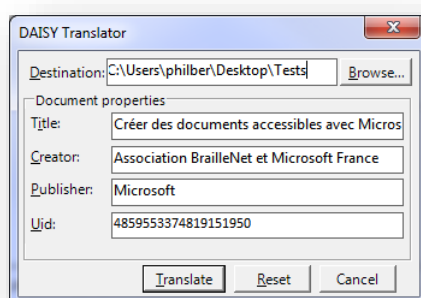 DAISY Translator
Destination: C:\Users\philber\Desktop\Tests Browse...
Document properties
Title: Créer des documents accessibles avec Micros
Creator: Association BrailleNet et Microsoft France
Publisher: Microsoft
Uid: 4859553374819151950
Translate Reset Cancel